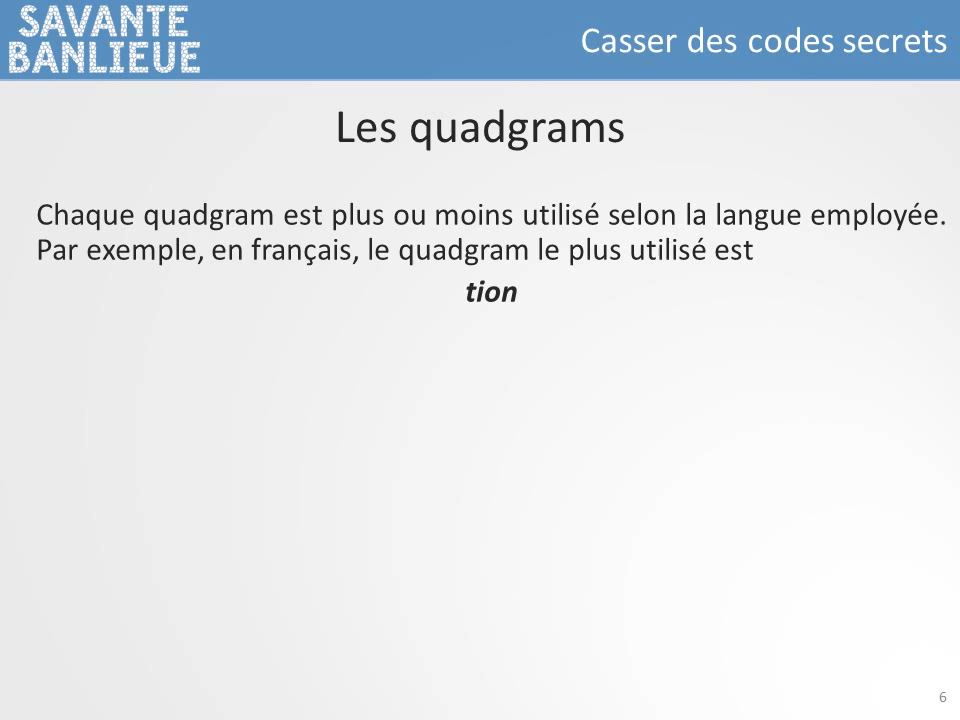 SAVANTE
BANLIEUE
Casser des codes secrets
Les quadgrams
Chaque quadgram est plus ou moins utilisé selon la langue employée.
Par exemple, en français, le quadgram le plus utilisé est
tion
6